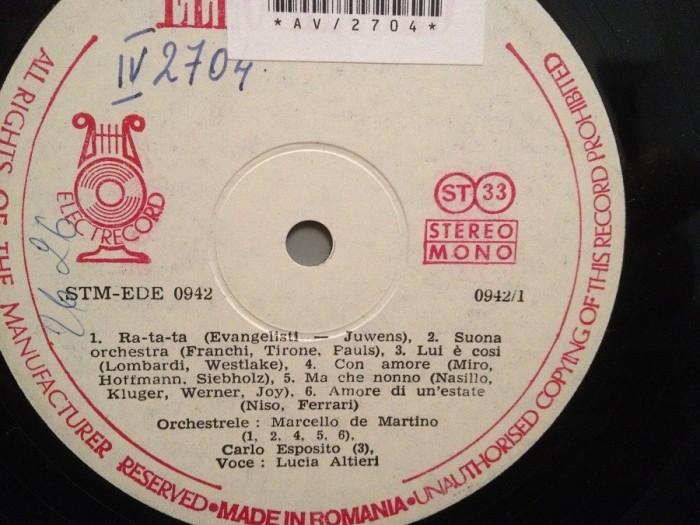 *AV/2704*
IV 2704.
ALL RIGHTS OF THE MANUFACTURER RESERVED • MADE IN ROMANIA • UNAUTHORISED COPYING OF THIS RECORD PROHIBITED
ELECTRECORD
ST 33
STEREO
MONO
STM-EDE 0942
0942/1
1. Ra-ta-ta (Evangelisti — Juwens), 2. Suona
orchestra (Franchi, Tirone, Pauls), 3. Lui è cosi
(Lombardi, Westlake), 4. Con amore (Miro,
Hoffmann, Siebholz), 5. Ma che nonno (Nasillo,
Kluger, Werner, Joy). 6. Amore di un'estate
(Niso, Ferrari)
Orchestrele : Marcello de Martino
(1, 2, 4, 5, 6),
Carlo Esposito (3),
Voce : Lucia Altieri